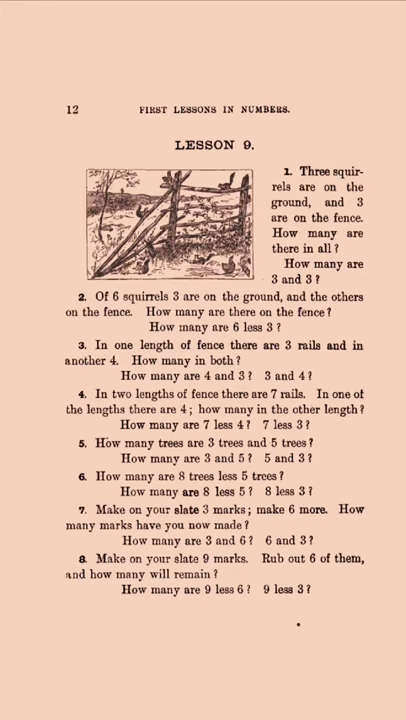 12 FIRST LESSONS IN NUMBERS.
LESSON 9.
1. Three squir-
rels are on the
ground, and 3
are on the fence.
How many are
there in all?
How many are
3 and 3?
2. Of 6 squirrels 3 are on the ground, and the others
on the fence. How many are there on the fence?
How many are 6 less 3?
3. In one length of fence there are 3 rails and in
another 4. How many in both?
How many are 4 and 3? 3 and 4?
4. In two lengths of fence there are 7 rails. In one of
the lengths there are 4; how many in the other length?
How many are 7 less 4? 7 less 3?
5. How many trees are 3 trees and 5 trees?
How many are 3 and 5? 5 and 3?
6. How many are 8 trees less 5 trees?
How many are 8 less 5? 8 less 3?
7. Make on your slate 3 marks; make 6 more. How
many marks have you now made?
How many are 3 and 6? 6 and 3?
8. Make on your slate 9 marks. Rub out 6 of them,
and how many will remain?
How many are 9 less 6? 9 less 3?